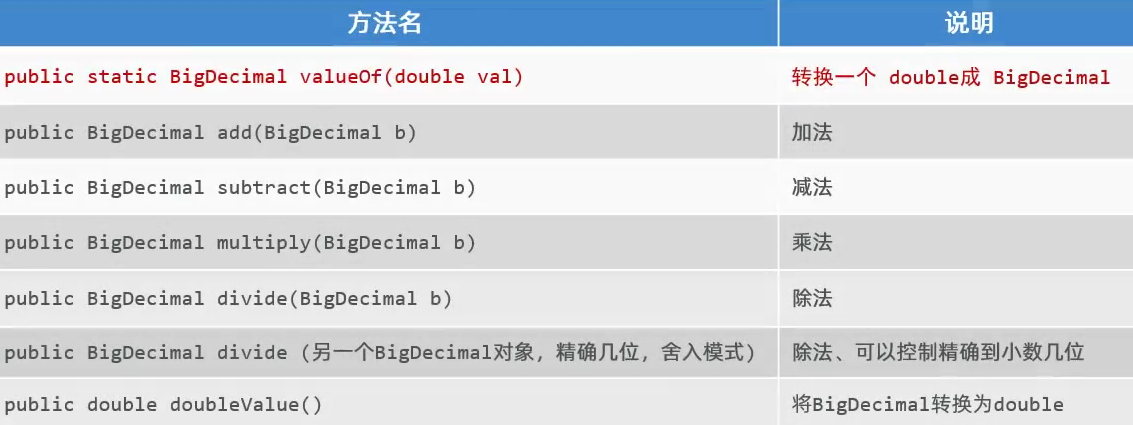 方法名 说明
public static BigDecimal valueOf(double val) 转换一个 double成 BigDecimal
public BigDecimal add(BigDecimal b) 加法
public BigDecimal subtract(BigDecimal b) 减法
public BigDecimal multiply(BigDecimal b) 乘法
public BigDecimal divide(BigDecimal b) 除法
public BigDecimal divide (另一个BigDecimal对象，精确几位，舍入模式) 除法、可以控制精确到小数几位
public double doubleValue() 将BigDecimal转换为double